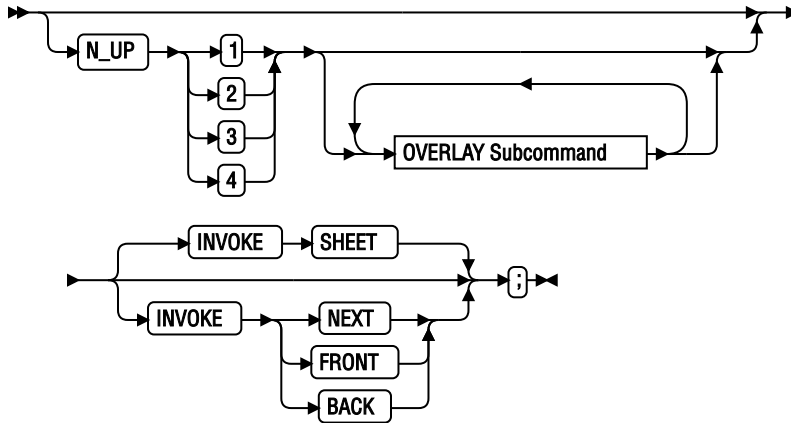 N_UP 1
2
3
4
OVERLAY Subcommand
INVOKE SHEET
;
INVOKE NEXT
FRONT
BACK